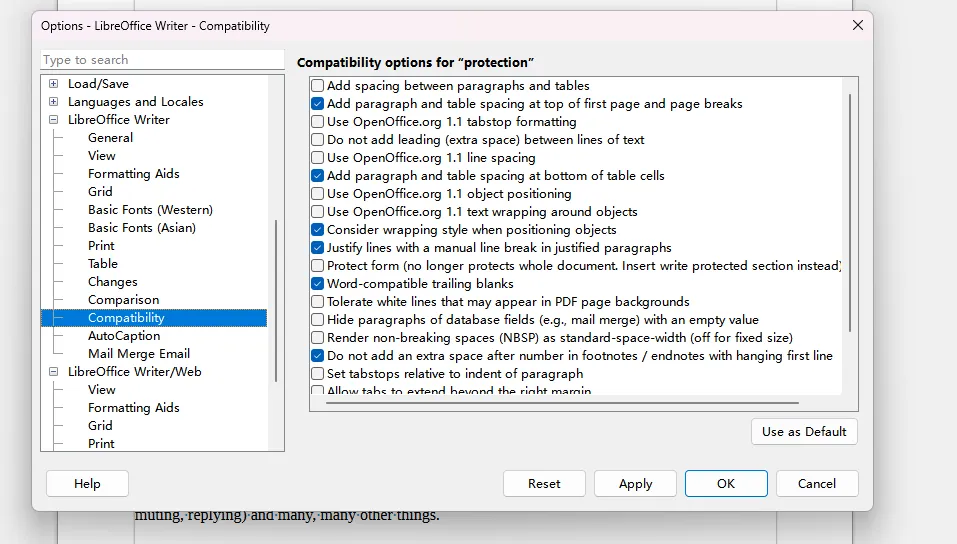 Options - LibreOffice Writer - Compatibility
Type to search
Load/Save
Languages and Locales
LibreOffice Writer
General
View
Formatting Aids
Grid
Basic Fonts (Western)
Basic Fonts (Asian)
Print
Table
Changes
Comparison
Compatibility
AutoCaption
Mail Merge Email
LibreOffice Writer/Web
View
Formatting Aids
Grid
Print
Compatibility options for “protection”
Add spacing between paragraphs and tables
Add paragraph and table spacing at top of first page and page breaks
Use OpenOffice.org 1.1 tabstop formatting
Do not add leading (extra space) between lines of text
Use OpenOffice.org 1.1 line spacing
Add paragraph and table spacing at bottom of table cells
Use OpenOffice.org 1.1 object positioning
Use OpenOffice.org 1.1 text wrapping around objects
Consider wrapping style when positioning objects
Justify lines with a manual line break in justified paragraphs
Protect form (no longer protects whole document. Insert write protected section instead)
Word-compatible trailing blanks
Tolerate white lines that may appear in PDF page backgrounds
Hide paragraphs of database fields (e.g., mail merge) with an empty value
Render non-breaking spaces (NBSP) as standard-space-width (off for fixed size)
Do not add an extra space after number in footnotes / endnotes with hanging first line
Set tabstops relative to indent of paragraph
Allow tabs to extend beyond the right margin
Use as Default
Help
Reset
Apply
OK
Cancel
muting,·replying)·and·many,·many·other·things.